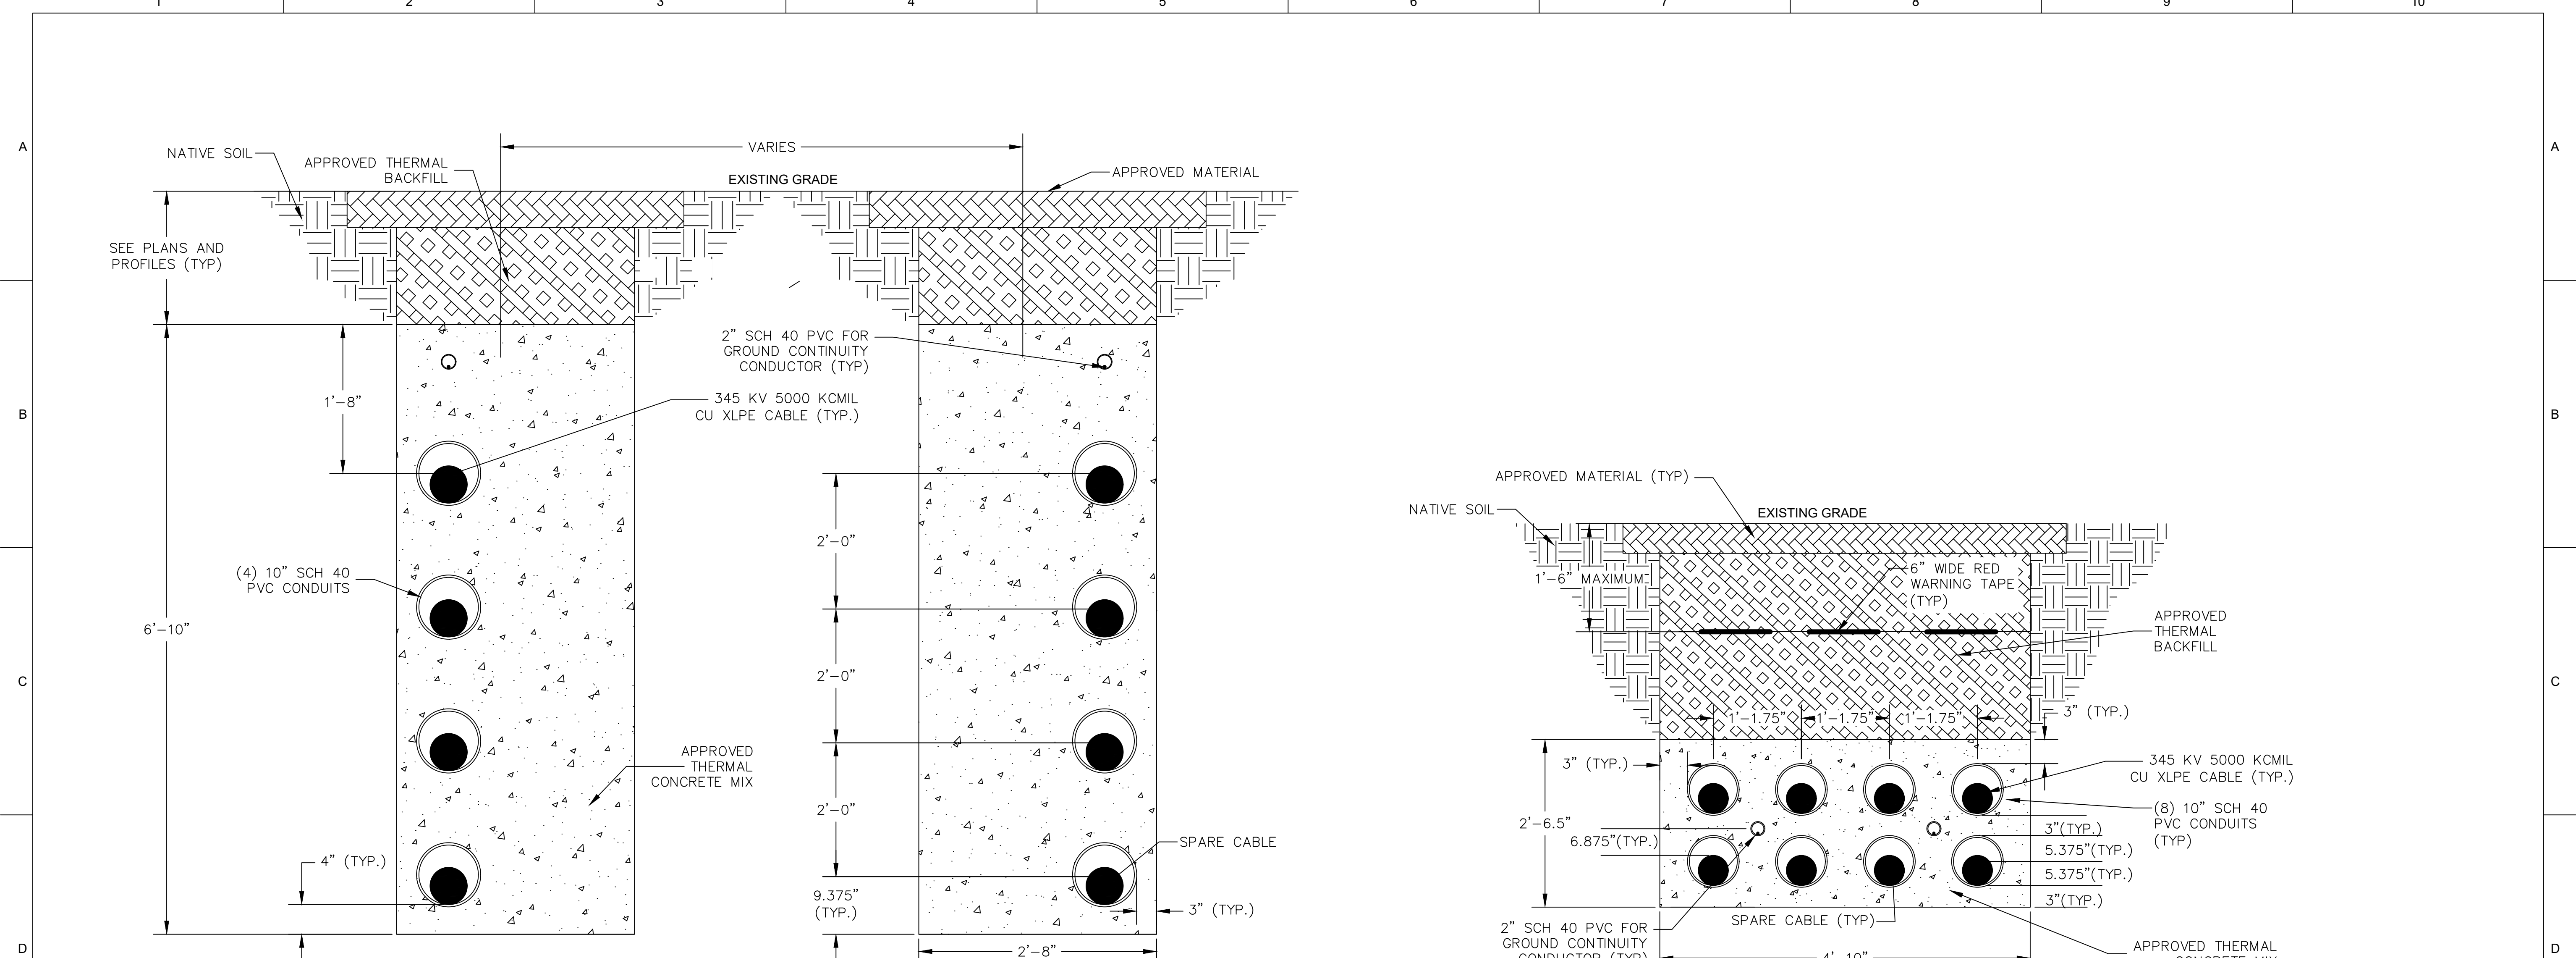 1 2 3 4 5 6 7 8 9 10
A
B
C
D
NATIVE SOIL
APPROVED THERMAL
BACKFILL
VARIES
EXISTING GRADE
APPROVED MATERIAL
SEE PLANS AND
PROFILES (TYP)
2" SCH 40 PVC FOR
GROUND CONTINUITY
CONDUCTOR (TYP)
1'-8"
345 KV 5000 KCMIL
CU XLPE CABLE (TYP.)
2'-0"
(4) 10" SCH 40
PVC CONDUITS
6'-10"
2'-0"
APPROVED
THERMAL
CONCRETE MIX
2'-0"
SPARE CABLE
4" (TYP.)
9.375"
(TYP.)
3" (TYP.)
2'-8"
APPROVED MATERIAL (TYP)
NATIVE SOIL
EXISTING GRADE
1'-6" MAXIMUM
6" WIDE RED
WARNING TAPE
(TYP)
APPROVED
THERMAL
BACKFILL
1'-1.75" 1'-1.75" 1'-1.75"
3" (TYP.)
3" (TYP.)
345 KV 5000 KCMIL
CU XLPE CABLE (TYP.)
(8) 10" SCH 40
PVC CONDUITS
(TYP)
2'-6.5"
6.875"(TYP.)
3"(TYP.)
5.375"(TYP.)
5.375"(TYP.)
3"(TYP.)
SPARE CABLE (TYP)
2" SCH 40 PVC FOR
GROUND CONTINUITY
CONDUCTOR (TYP)
4'-10"
APPROVED THERMAL
CONCRETE MIX
A
B
C
D